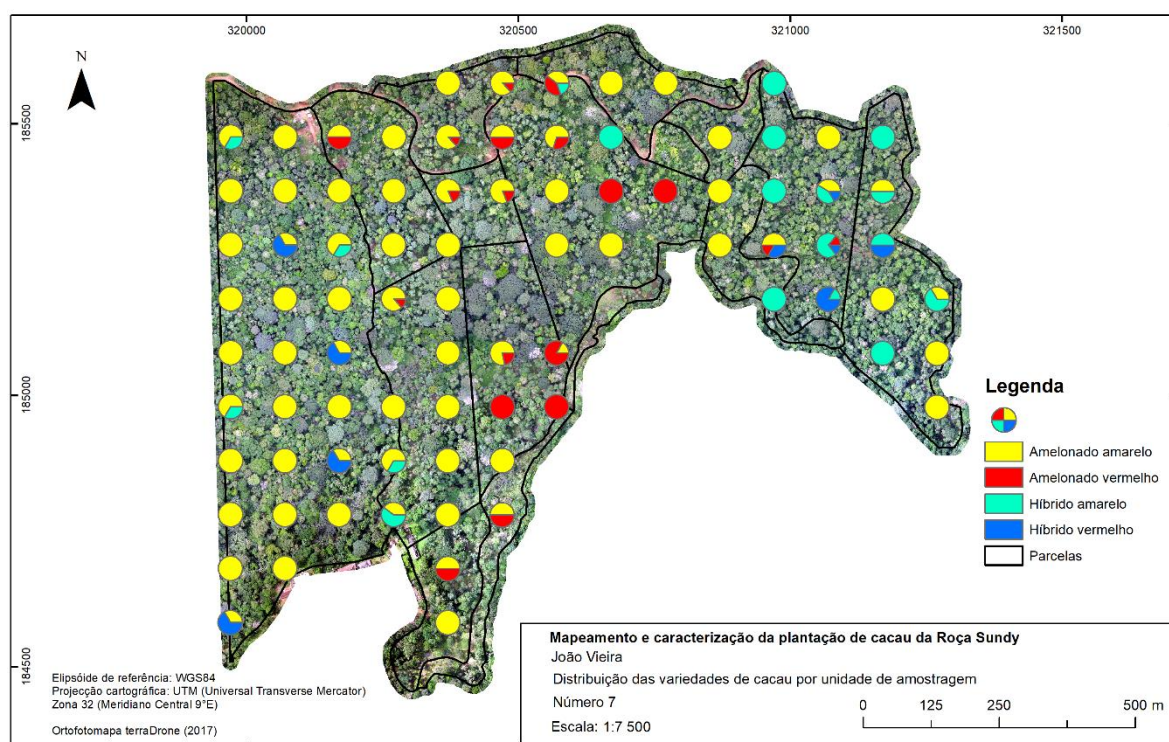 320000
320500
321000
321500
N
185500
185000
184500
Legenda
Amelonado amarelo
Amelonado vermelho
Híbrido amarelo
Híbrido vermelho
Parcelas
Elipsóide de referência: WGS84
Projecção cartográfica: UTM (Universal Transverse Mercator)
Zona 32 (Meridiano Central 9°E)
Ortofotomapa terraDrone (2017)
Mapeamento e caracterização da plantação de cacau da Roça Sundy
João Vieira
Distribuição das variedades de cacau por unidade de amostragem
Número 7
Escala: 1:7 500
0 125 250 500 m